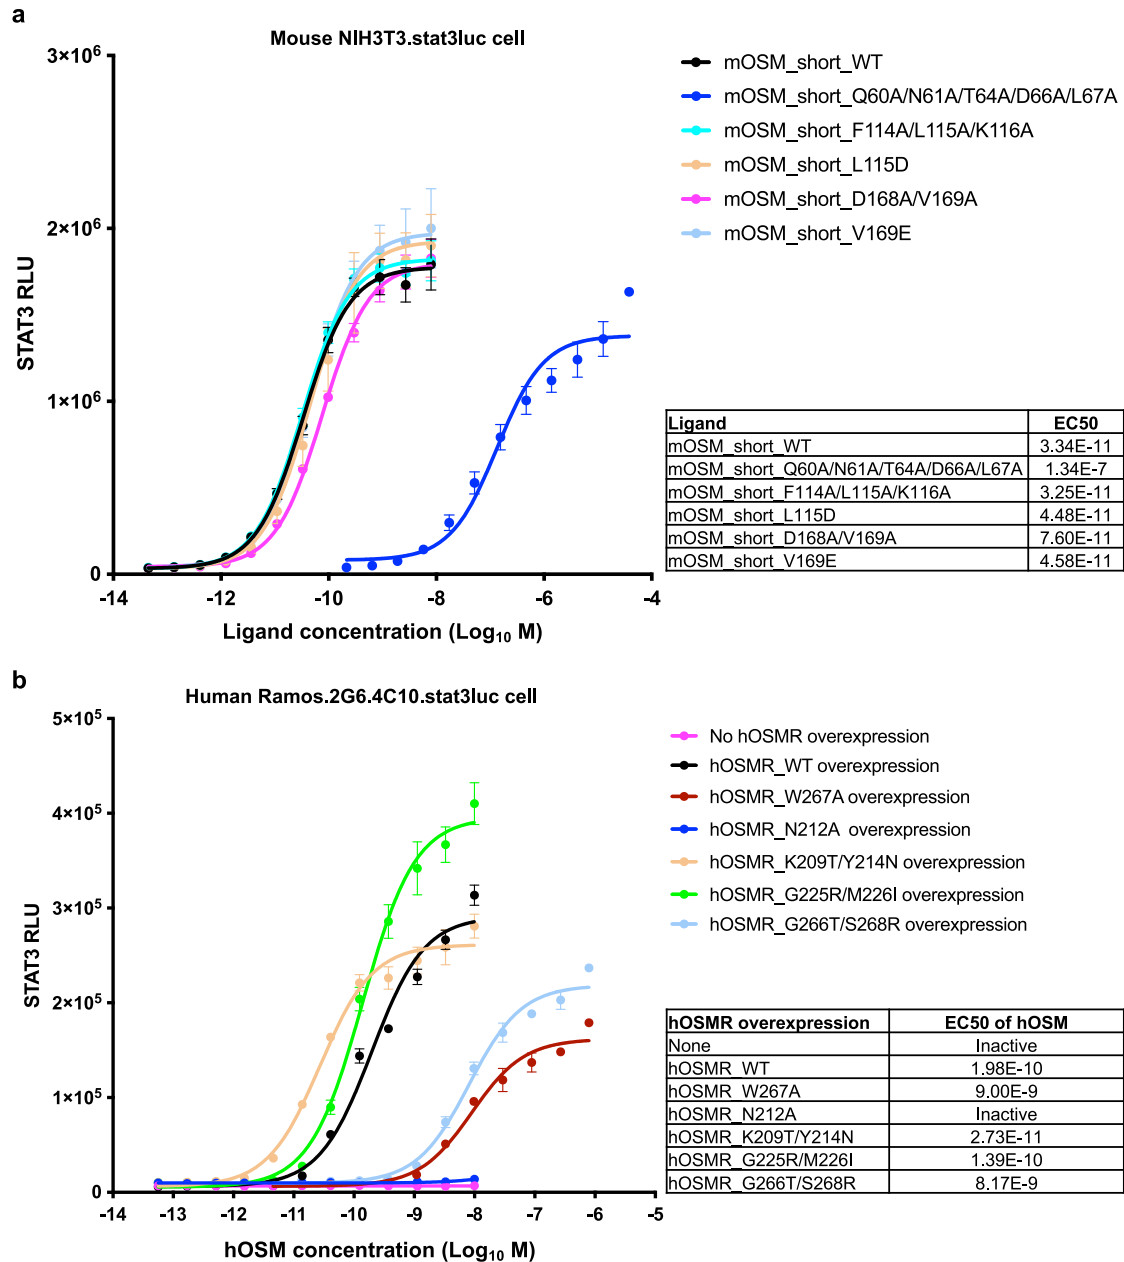 a
Mouse NIH3T3.stat3luc cell
3×10⁶
2×10⁶
1×10⁶
0
STAT3 RLU
-14
-12
-10
-8
-6
-4
Ligand concentration (Log₁₀ M)
mOSM_short_WT
mOSM_short_Q60A/N61A/T64A/D66A/L67A
mOSM_short_F114A/L115A/K116A
mOSM_short_L115D
mOSM_short_D168A/V169A
mOSM_short_V169E
Ligand EC50
mOSM_short_WT 3.34E-11
mOSM_short_Q60A/N61A/T64A/D66A/L67A 1.34E-7
mOSM_short_F114A/L115A/K116A 3.25E-11
mOSM_short_L115D 4.48E-11
mOSM_short_D168A/V169A 7.60E-11
mOSM_short_V169E 4.58E-11
b
Human Ramos.2G6.4C10.stat3luc cell
5×10⁵
4×10⁵
3×10⁵
2×10⁵
1×10⁵
0
STAT3 RLU
-14
-13
-12
-11
-10
-9
-8
-7
-6
-5
hOSM concentration (Log₁₀ M)
No hOSMR overexpression
hOSMR_WT overexpression
hOSMR_W267A overexpression
hOSMR_N212A overexpression
hOSMR_K209T/Y214N overexpression
hOSMR_G225R/M226I overexpression
hOSMR_G266T/S268R overexpression
hOSMR overexpression EC50 of hOSM
None Inactive
hOSMR_WT 1.98E-10
hOSMR_W267A 9.00E-9
hOSMR_N212A Inactive
hOSMR_K209T/Y214N 2.73E-11
hOSMR_G225R/M226I 1.39E-10
hOSMR_G266T/S268R 8.17E-9